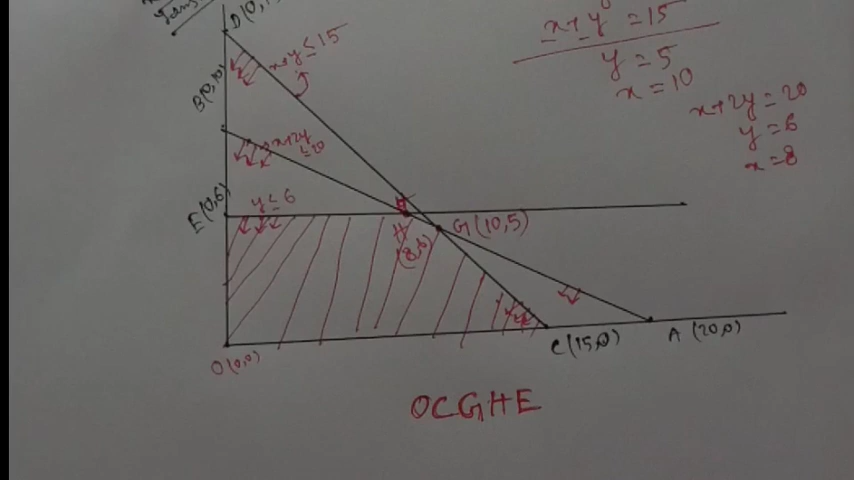 D(0,1
x+y = 15
x+y ≤ 15
y = 5
x = 10
B(0,10)
x+2y = 20
y = 6
x = 8
x+2y
≤ 20
E(0,6)
y ≤ 6
H
(8,6)
G(10,5)
O(0,0)
C(15,0)
A (20,0)
OCGHE